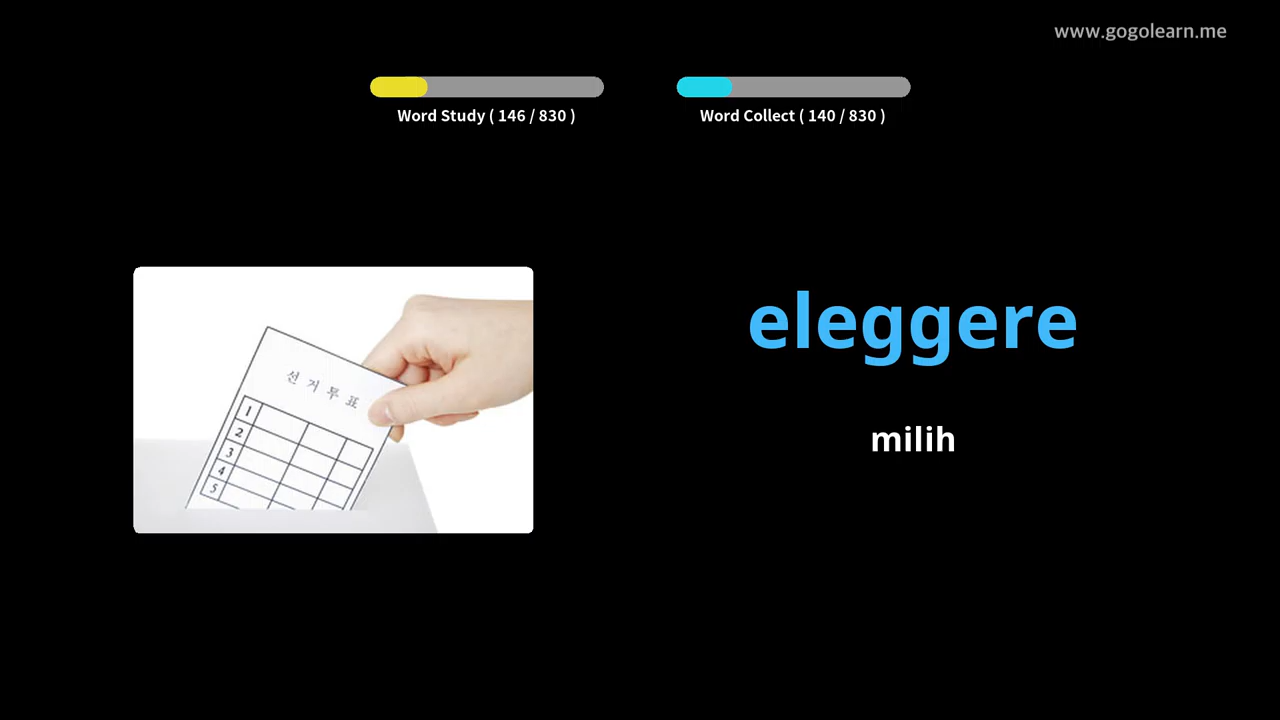 www.gogolearn.me
Word Study ( 146 / 830 )
Word Collect ( 140 / 830 )
선거투표
1
2
3
4
5
eleggere
milih